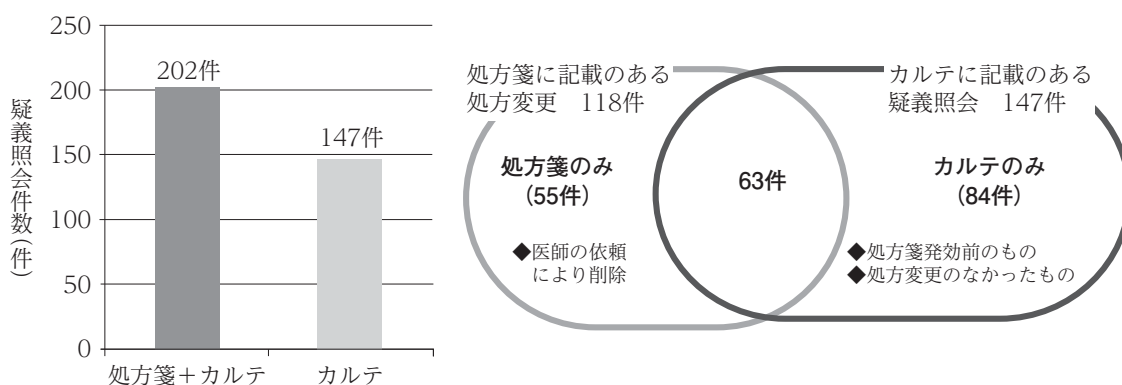 疑義照会件数(件)
250
200
150
100
50
0
202件
147件
処方箋+カルテ
カルテ
処方箋に記載のある
処方変更 118件
カルテに記載のある
疑義照会 147件
処方箋のみ
(55件)
63件
カルテのみ
(84件)
◆医師の依頼
により削除
◆処方箋発効前のもの
◆処方変更のなかったもの